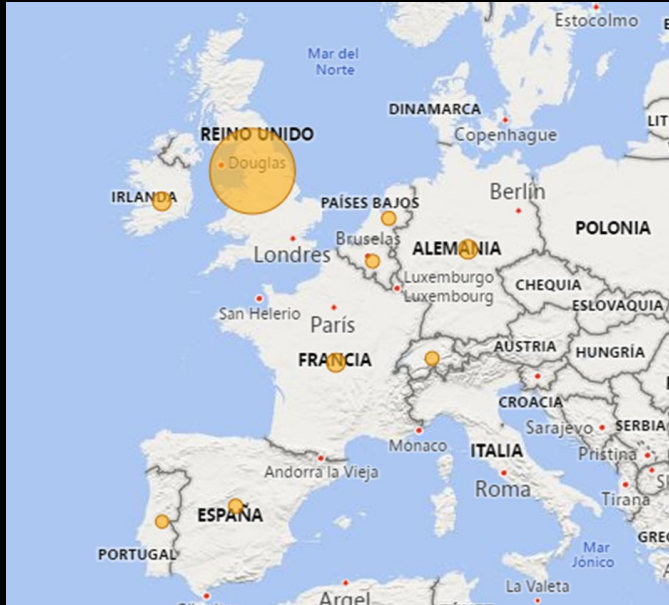 Estocolmo
Mar del
Norte
DINAMARCA
Copenhague
LIT
REINO UNIDO
Douglas
IRLANDA
PAÍSES BAJOS
Berlín
POLONIA
Bruselas
ALEMANIA
Londres
Luxemburgo
Luxembourg
CHEQUIA
ESLOVAQUIA
San Helerio
París
AUSTRIA
HUNGRÍA
FRANCIA
CROACIA
Sarajevo
SERBIA
Mónaco
ITALIA
Pristina
Andorra la Vieja
Roma
Tirana
ESPAÑA
GRE
PORTUGAL
Mar
Jónico
La Valeta
Argel